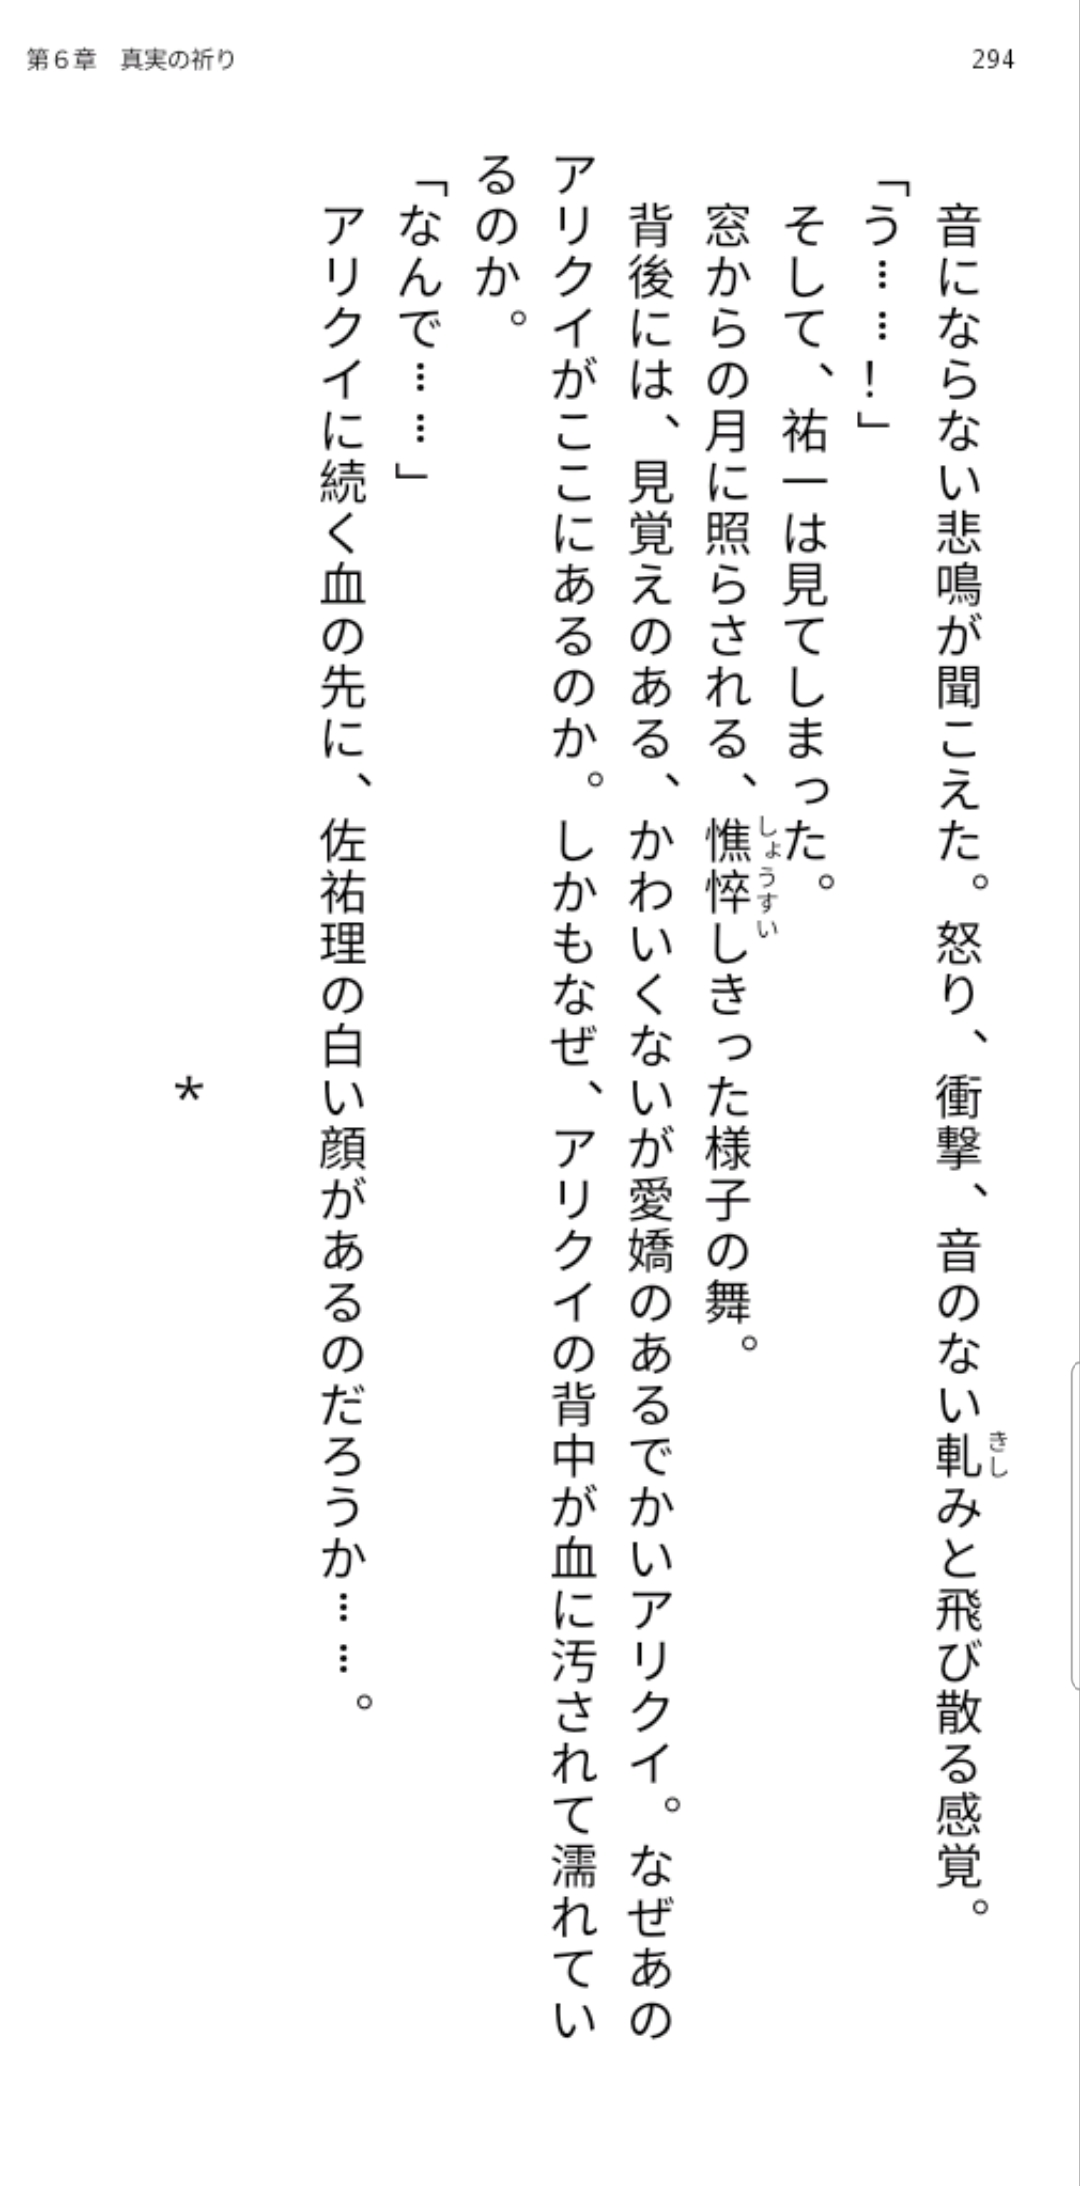 第6章　真実の祈り
294
音にならない悲鳴が聞こえた。怒り、衝撃、音のない軋みと飛び散る感覚。
きし
「う……！」
そして、祐一は見てしまった。
窓からの月に照らされる、憔悴しきった様子の舞。
しょうすい
背後には、見覚えのある、かわいくないが愛嬌のあるでかいアリクイ。なぜあの
アリクイがここにあるのか。しかもなぜ、アリクイの背中が血に汚されて濡れてい
るのか。
「なんで……」
アリクイに続く血の先に、佐祐理の白い顔があるのだろうか……。
*